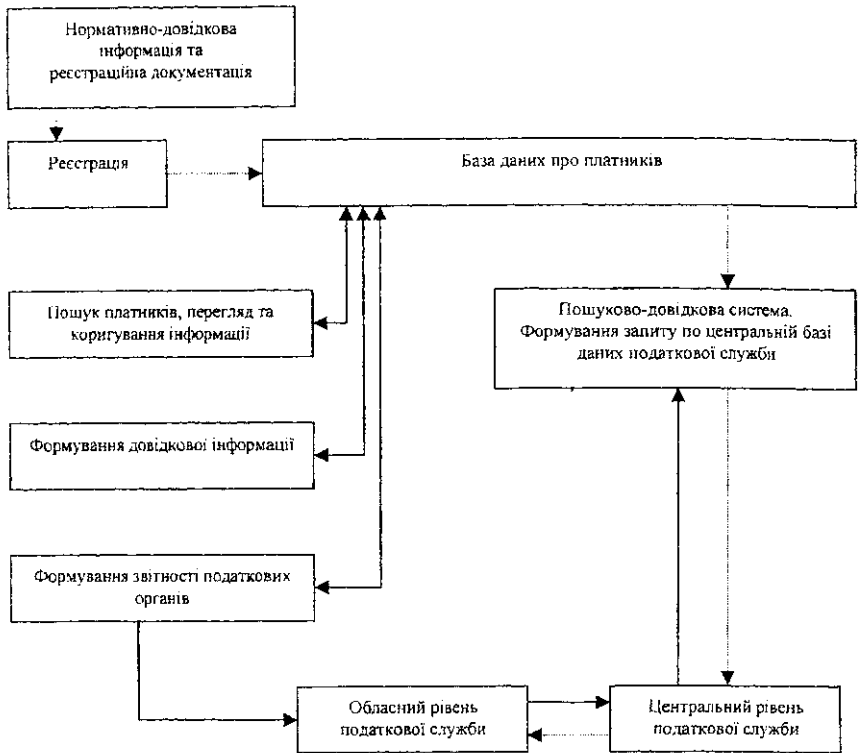 Нормативно-довідкова
інформація та
реєстраційна документація
Реєстрація
База даних про платників
Пошук платників, перегляд та
коригування інформації
Пошуково-довідкова система.
Формування запиту по центральній базі
даних податкової служби
Формування довідкової інформації
Формування звітності податкових
органів
Обласний рівень
податкової служби
Центральний рівень
податкової служби